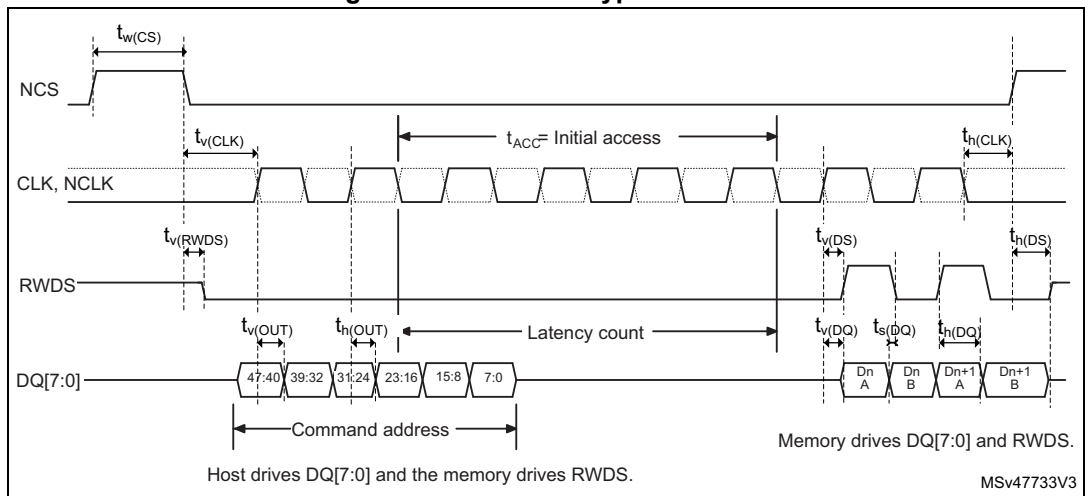 t_w(CS)
NCS
t_v(CLK)
t_ACC= Initial access
t_h(CLK)
CLK, NCLK
t_v(RWDS)
t_v(DS)
t_h(DS)
RWDS
t_v(OUT)
t_h(OUT)
Latency count
t_v(DQ)
t_s(DQ)
t_h(DQ)
DQ[7:0]
47:40 39:32 31:24 23:16 15:8 7:0
Dn A
Dn B
Dn+1 A
Dn+1 B
Command address
Memory drives DQ[7:0] and RWDS.
Host drives DQ[7:0] and the memory drives RWDS.
MSv47733V3